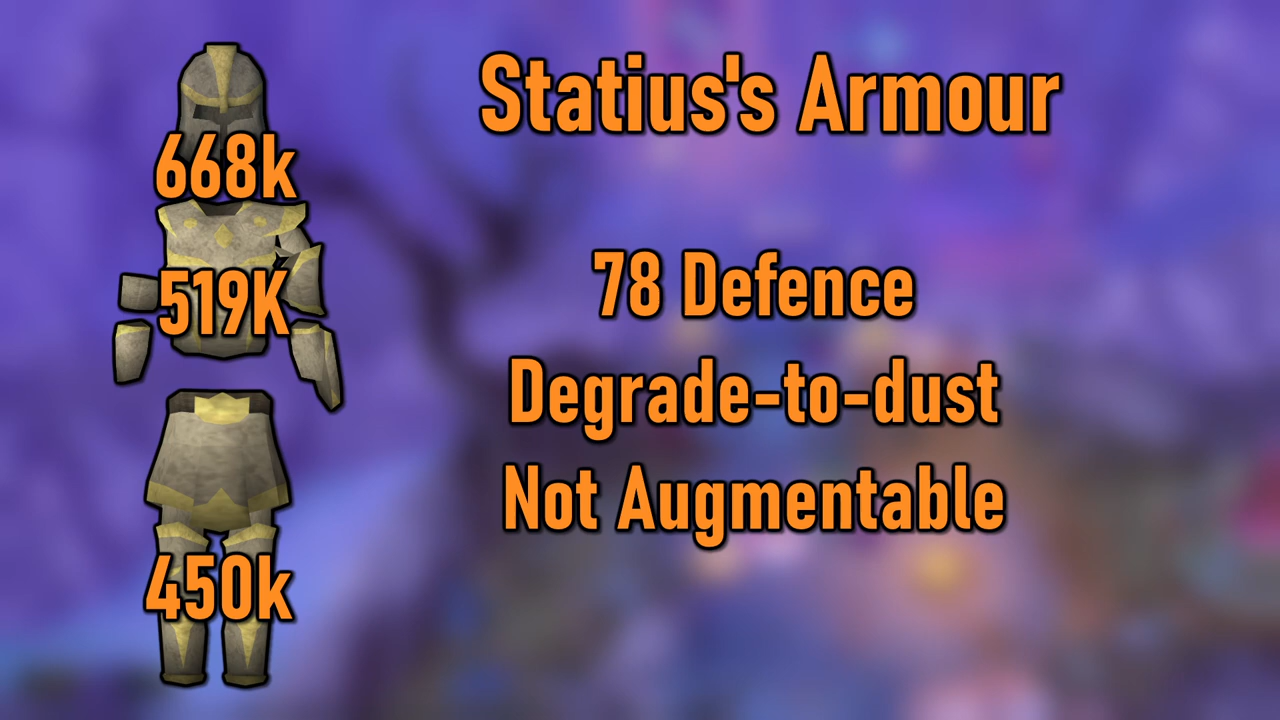 Statius's Armour
668k
519K
450k
78 Defence
Degrade-to-dust
Not Augmentable